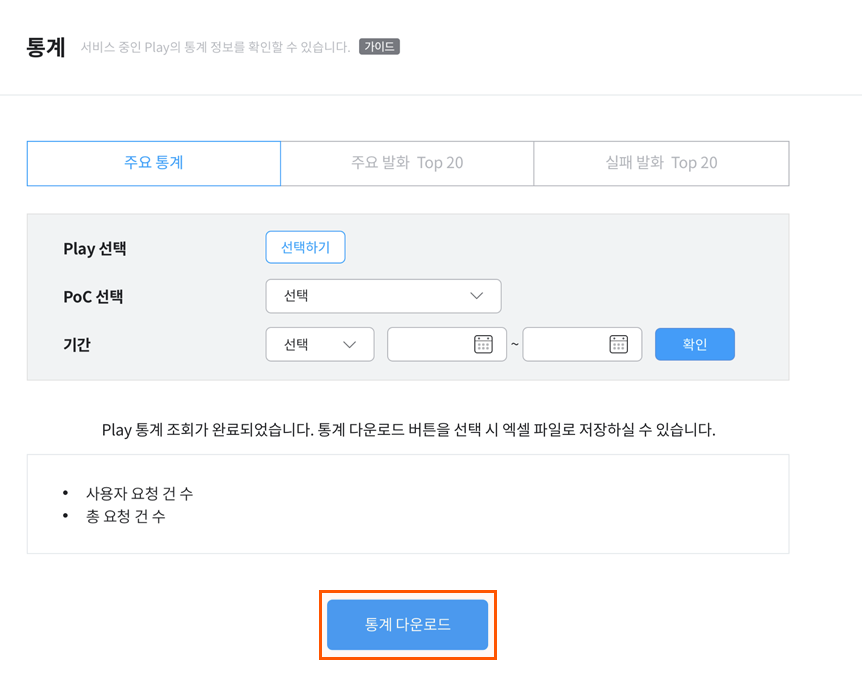 통계 서비스 중인 Play의 통계 정보를 확인할 수 있습니다. 가이드
주요 통계 주요 발화 Top 20 실패 발화 Top 20
Play 선택 선택하기
PoC 선택 선택
기간 선택 ~ 확인
Play 통계 조회가 완료되었습니다. 통계 다운로드 버튼을 선택 시 엑셀 파일로 저장하실 수 있습니다.
• 사용자 요청 건 수
• 총 요청 건 수
통계 다운로드